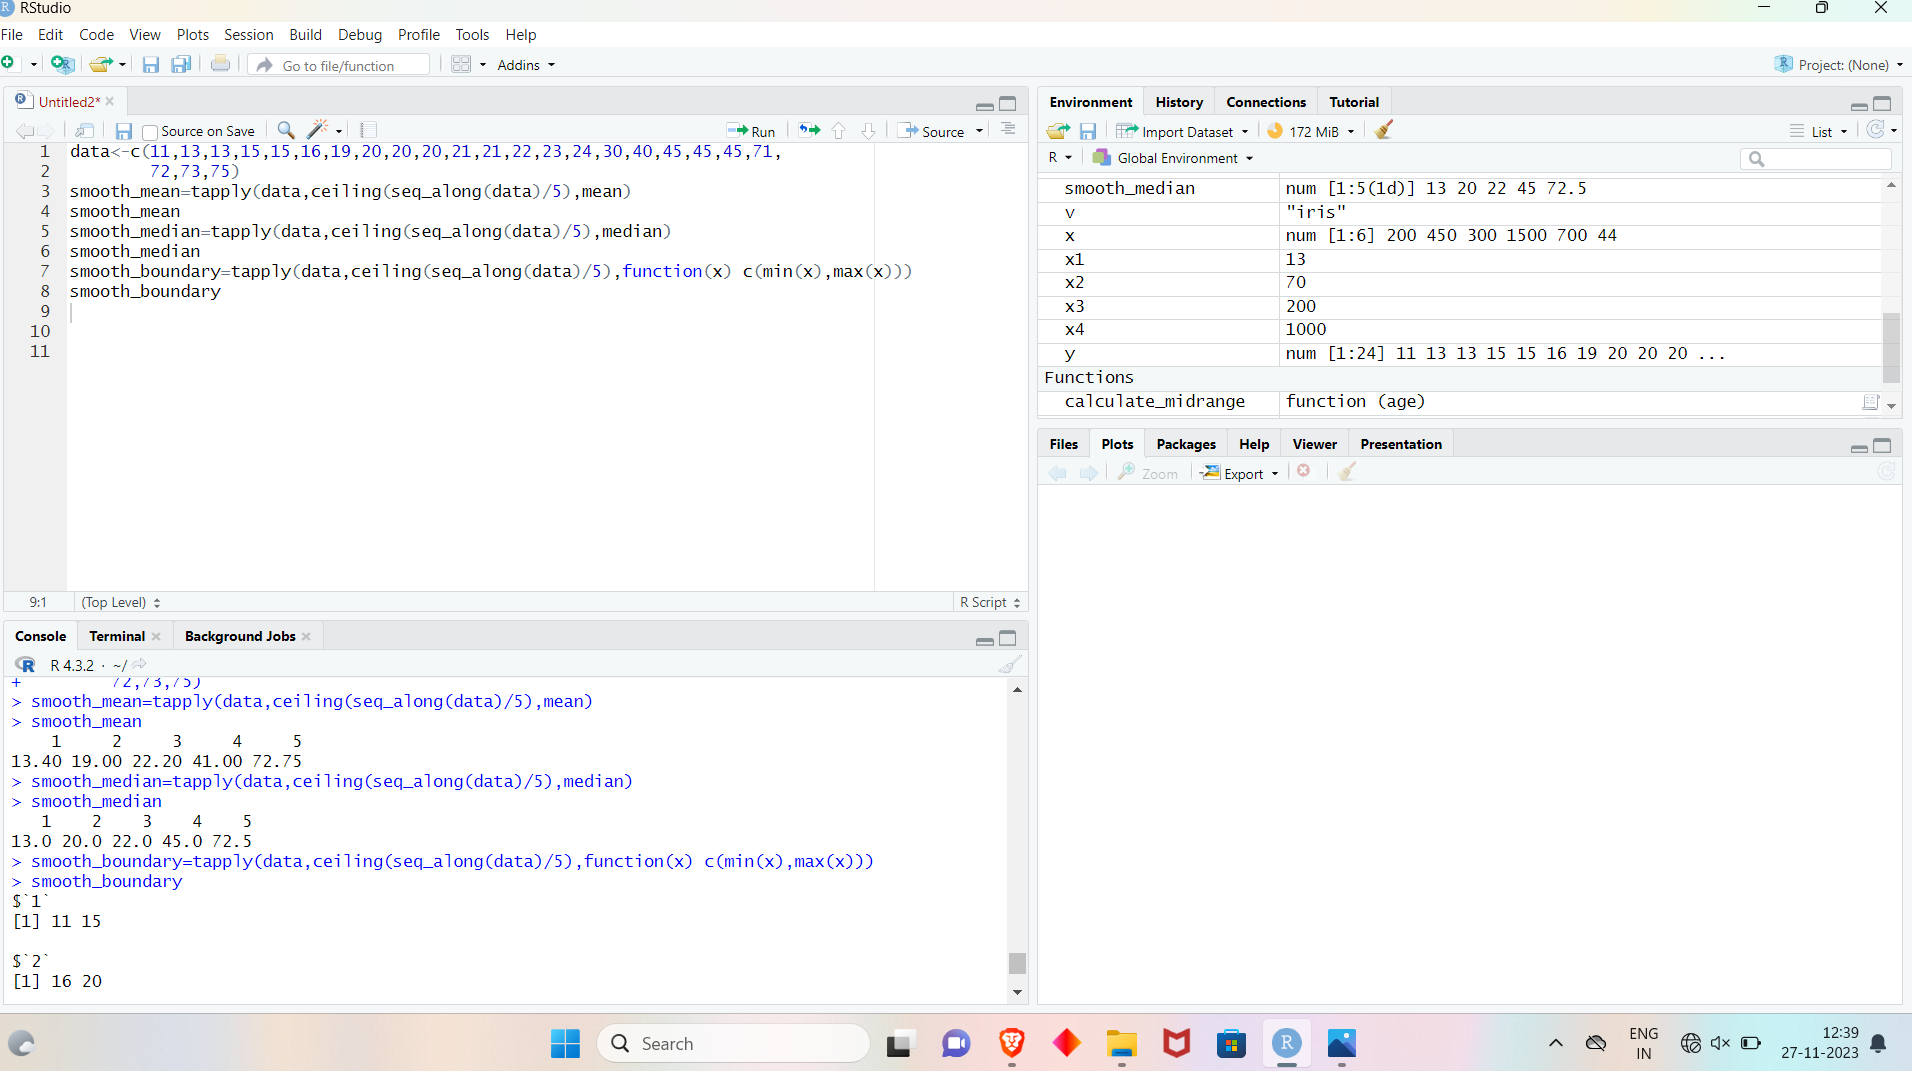 RStudio
File Edit Code View Plots Session Build Debug Profile Tools Help
Go to file/function
Addins
Project: (None)
Untitled2*
Source on Save
Run
Source
1 data<-c(11,13,13,15,15,16,19,20,20,20,21,21,22,23,24,30,40,45,45,45,71,
2         72,73,75)
3 smooth_mean=tapply(data,ceiling(seq_along(data)/5),mean)
4 smooth_mean
5 smooth_median=tapply(data,ceiling(seq_along(data)/5),median)
6 smooth_median
7 smooth_boundary=tapply(data,ceiling(seq_along(data)/5),function(x) c(min(x),max(x)))
8 smooth_boundary
9
10
11
9:1 (Top Level) R Script
Console Terminal Background Jobs
R R 4.3.2 · ~/
+         72,73,75)
> smooth_mean=tapply(data,ceiling(seq_along(data)/5),mean)
> smooth_mean
    1     2     3     4     5
13.40 19.00 22.20 41.00 72.75
> smooth_median=tapply(data,ceiling(seq_along(data)/5),median)
> smooth_median
   1    2    3    4    5
13.0 20.0 22.0 45.0 72.5
> smooth_boundary=tapply(data,ceiling(seq_along(data)/5),function(x) c(min(x),max(x)))
> smooth_boundary
$`1`
[1] 11 15
$`2`
[1] 16 20
Environment History Connections Tutorial
Import Dataset 172 MiB List
R Global Environment
smooth_median num [1:5(1d)] 13 20 22 45 72.5
v "iris"
x num [1:6] 200 450 300 1500 700 44
x1 13
x2 70
x3 200
x4 1000
y num [1:24] 11 13 13 15 15 16 19 20 20 20 ...
Functions
calculate_midrange function (age)
Files Plots Packages Help Viewer Presentation
Zoom Export
Search
R
ENG
IN
12:39
27-11-2023